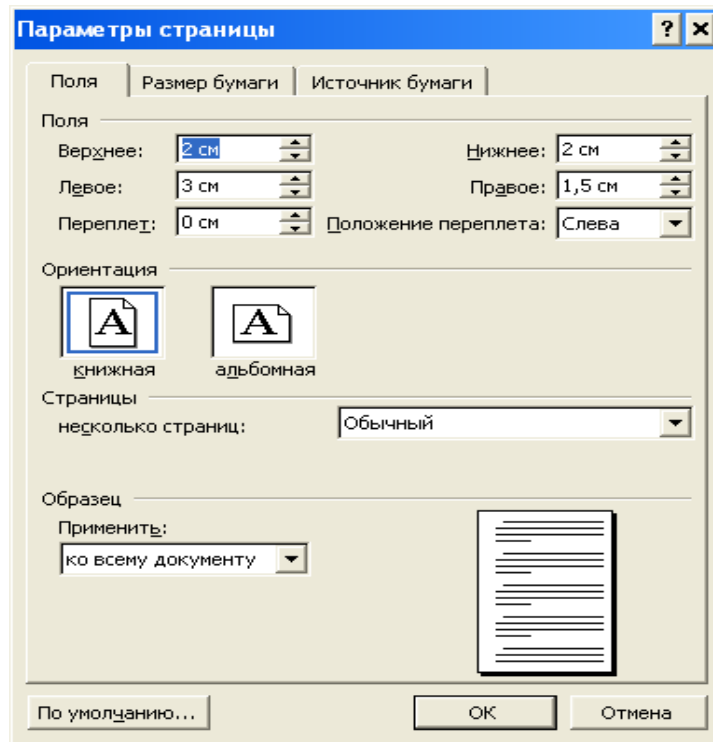 Параметры страницы ? ×
Поля Размер бумаги Источник бумаги
Поля
Верхнее: 2 см Нижнее: 2 см
Левое: 3 см Правое: 1,5 см
Переплет: 0 см Положение переплета: Слева
Ориентация
A A
книжная альбомная
Страницы
несколько страниц: Обычный
Образец
Применить:
ко всему документу
По умолчанию... ОК Отмена